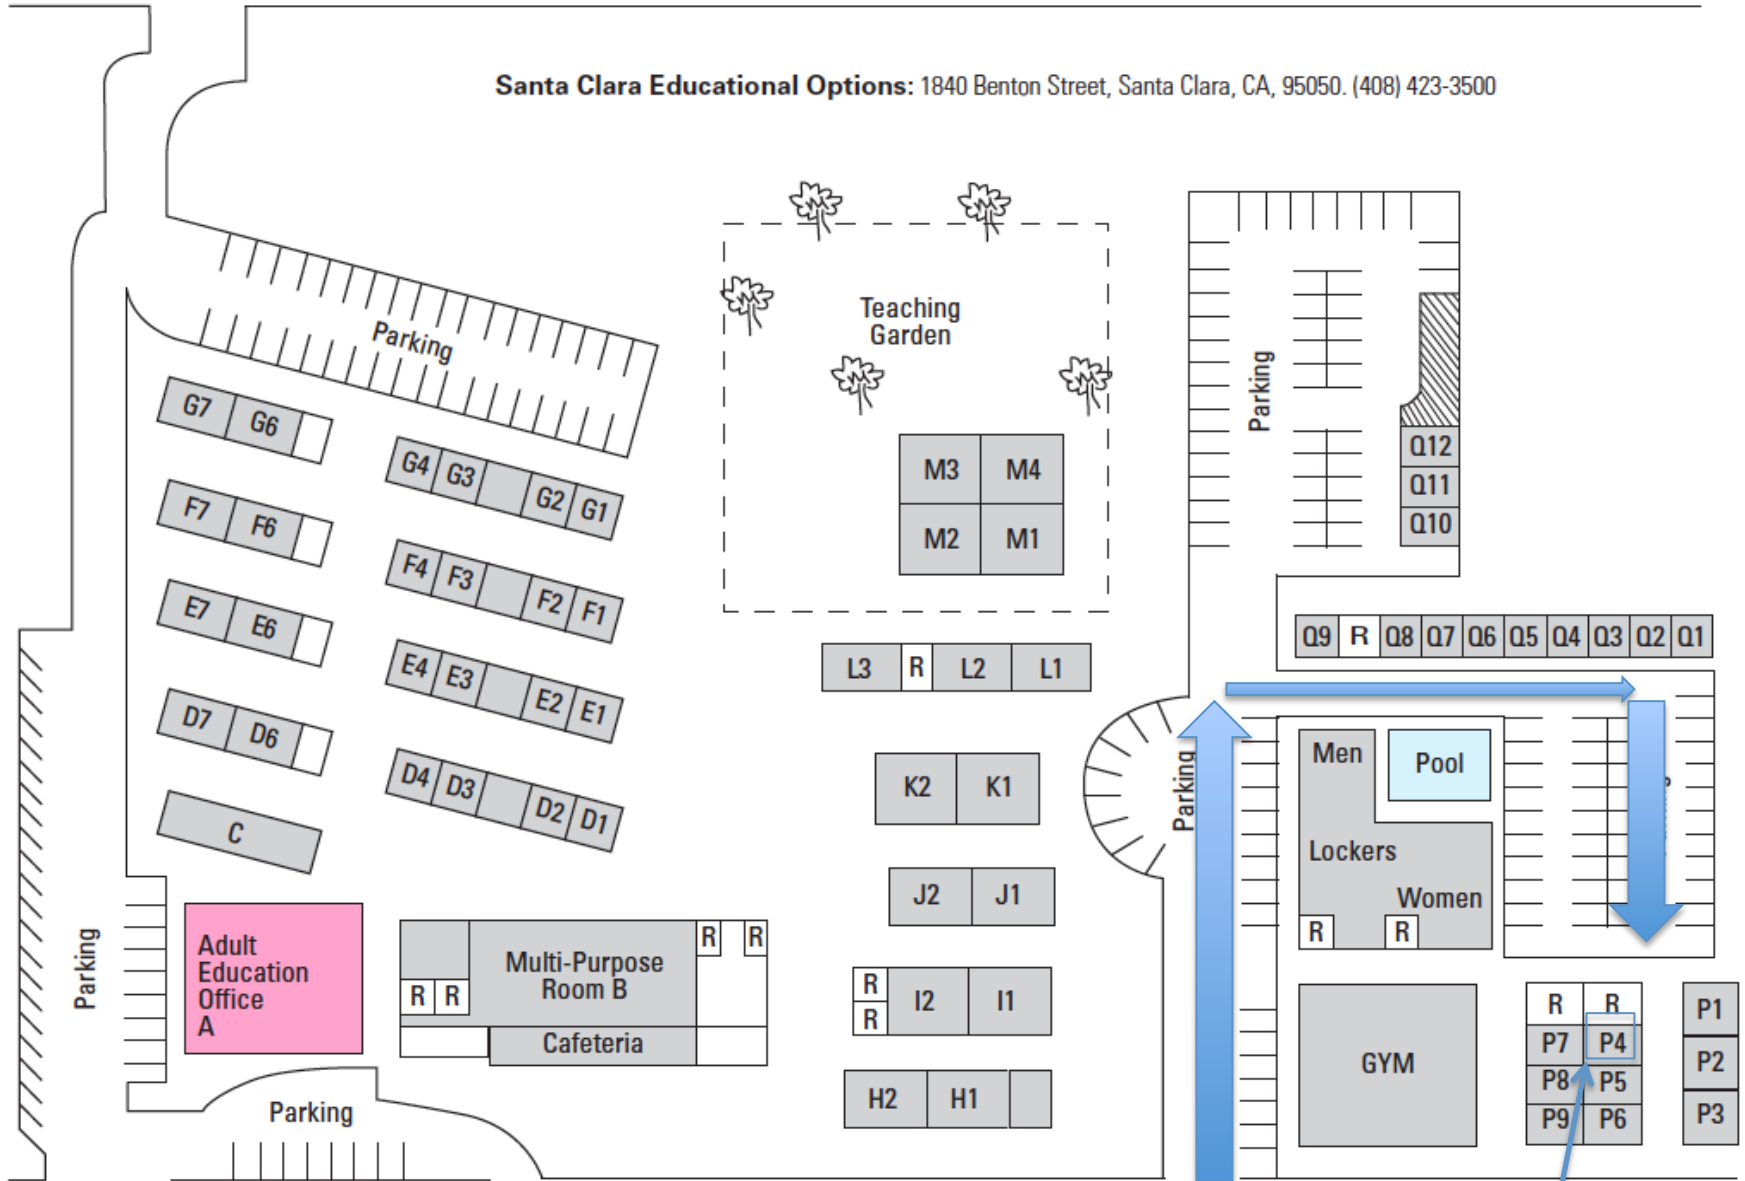 Santa Clara Educational Options: 1840 Benton Street, Santa Clara, CA, 95050. (408) 423-3500
Teaching
Garden
Parking
G7 G6
G4 G3 G2 G1
F7 F6
F4 F3 F2 F1
E7 E6
E4 E3 E2 E1
D7 D6
D4 D3 D2 D1
C
Adult
Education
Office
A
Parking
Parking
R R
Multi-Purpose
Room B
R R
Cafeteria
M3 M4
M2 M1
L3 R L2 L1
K2 K1
J2 J1
R
R
I2 I1
H2 H1
Parking
Parking
Q12
Q11
Q10
Q9 R Q8 Q7 Q6 Q5 Q4 Q3 Q2 Q1
Men
Pool
Lockers
Women
R R
GYM
R R
P7 P4
P8 P5
P9 P6
P1
P2
P3